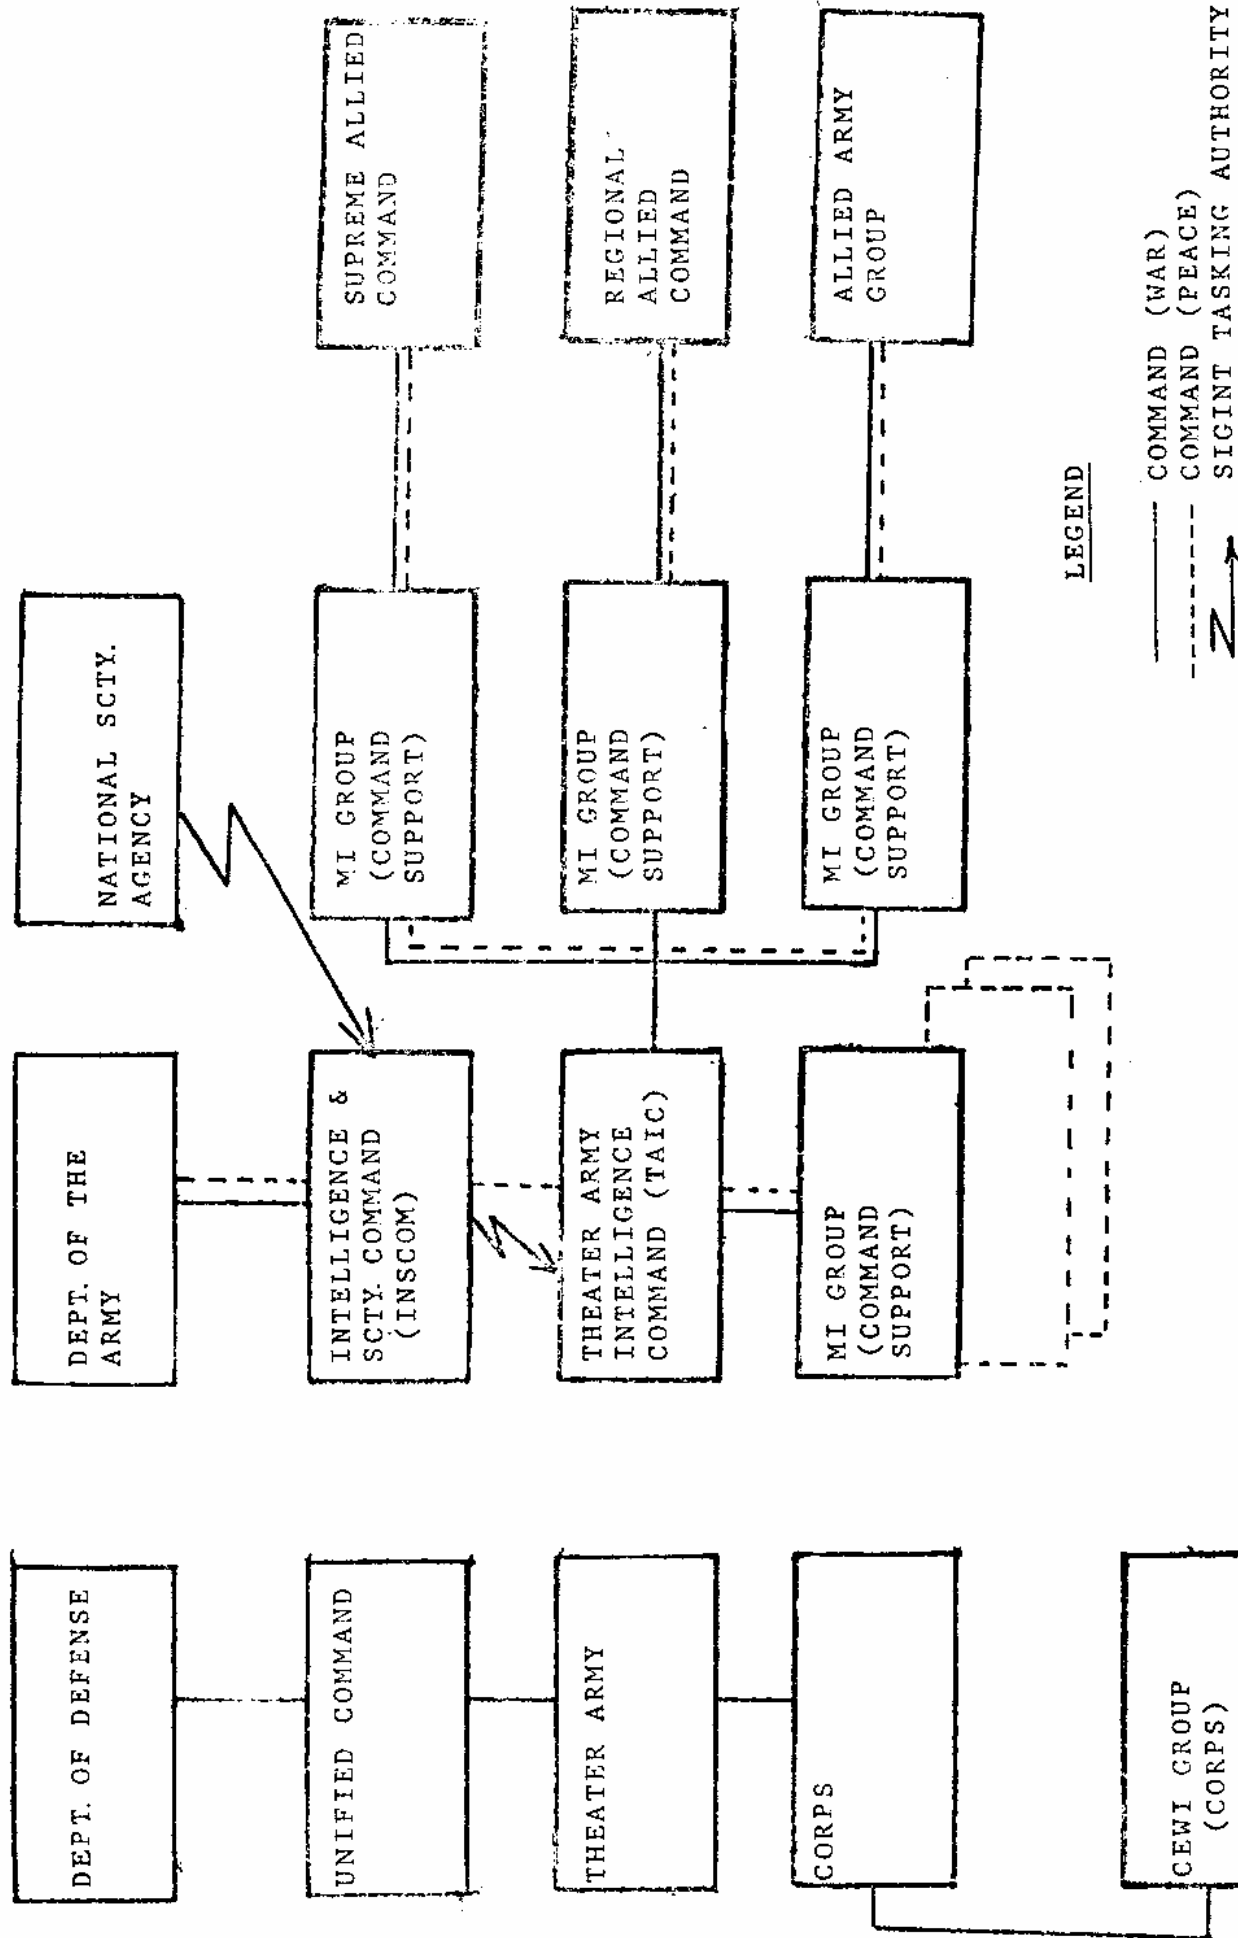 DEPT. OF DEFENSE
UNIFIED COMMAND
THEATER ARMY
CORPS
CEWI GROUP
(CORPS)
DEPT. OF THE
ARMY
INTELLIGENCE &
SCTY. COMMAND
(INSCOM)
THEATER ARMY
INTELLIGENCE
COMMAND (TAIC)
MI GROUP
(COMMAND
SUPPORT)
NATIONAL SCTY.
AGENCY
MI GROUP
(COMMAND
SUPPORT)
MI GROUP
(COMMAND
SUPPORT)
MI GROUP
(COMMAND
SUPPORT)
SUPREME ALLIED
COMMAND
REGIONAL
ALLIED
COMMAND
ALLIED ARMY
GROUP
LEGEND
COMMAND (WAR)
COMMAND (PEACE)
SIGINT TASKING AUTHORITY